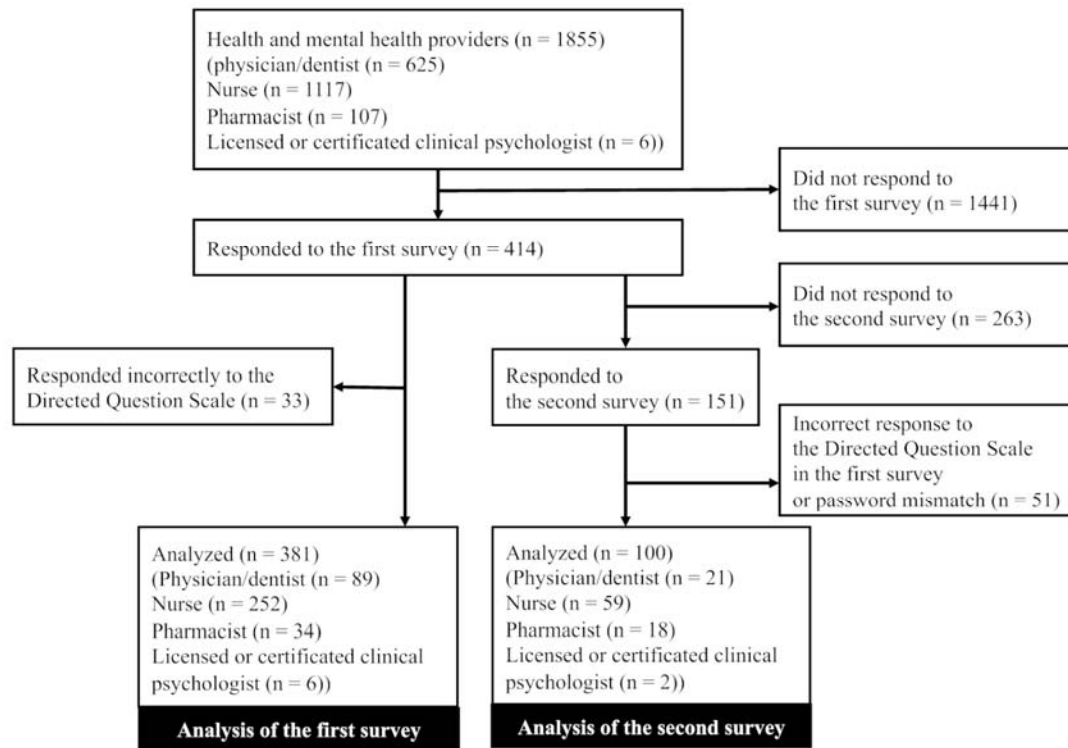 Health and mental health providers (n = 1855)
(physician/dentist (n = 625)
Nurse (n = 1117)
Pharmacist (n = 107)
Licensed or certificated clinical psychologist (n = 6))
Did not respond to
the first survey (n = 1441)
Responded to the first survey (n = 414)
Did not respond to
the second survey (n = 263)
Responded incorrectly to the
Directed Question Scale (n = 33)
Responded to
the second survey (n = 151)
Incorrect response to
the Directed Question Scale
in the first survey
or password mismatch (n = 51)
Analyzed (n = 381)
(Physician/dentist (n = 89)
Nurse (n = 252)
Pharmacist (n = 34)
Licensed or certificated clinical
psychologist (n = 6))
Analysis of the first survey
Analyzed (n = 100)
(Physician/dentist (n = 21)
Nurse (n = 59)
Pharmacist (n = 18)
Licensed or certificated clinical
psychologist (n = 2))
Analysis of the second survey